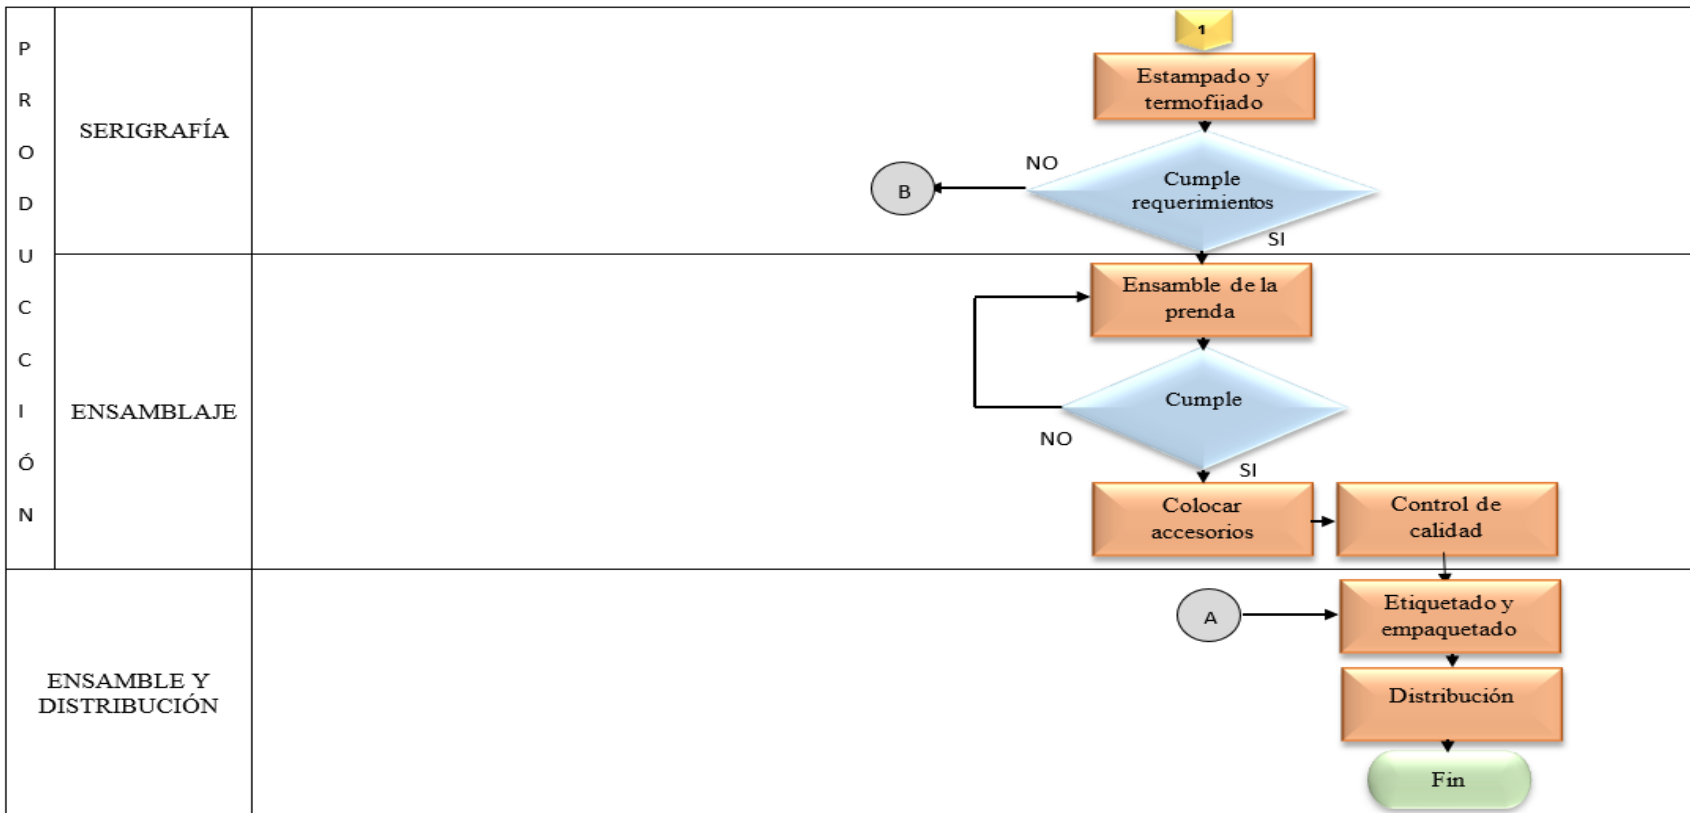 P
R
O
D
U
C
C
I
Ó
N
SERIGRAFÍA
1
Estampado y
termofijado
NO
B
Cumple
requerimientos
SI
ENSAMBLAJE
Ensamble de la
prenda
Cumple
NO
SI
Colocar
accesorios
Control de
calidad
ENSAMBLE Y
DISTRIBUCIÓN
A
Etiquetado y
empaquetado
Distribución
Fin